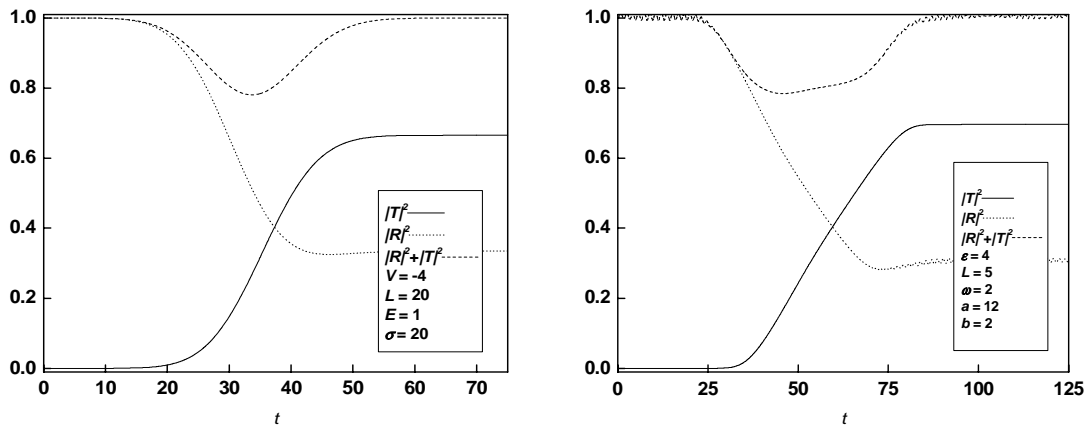 1.0
0.8
0.6
0.4
0.2
0.0
0 10 20 30 40 50 60 70
t
|T|²
|R|²
|R|²+|T|²
V = -4
L = 20
E = 1
σ = 20
1.0
0.8
0.6
0.4
0.2
0.0
0 25 50 75 100 125
t
|T|²
|R|²
|R|²+|T|²
ε = 4
L = 5
ω = 2
a = 12
b = 2